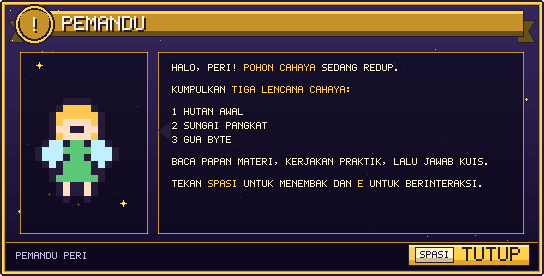 !
PEMANDU
HALO, PERI! POHON CAHAYA SEDANG REDUP.
KUMPULKAN TIGA LENCANA CAHAYA:
1 HUTAN AWAL
2 SUNGAI PANGKAT
3 GUA BYTE
BACA PAPAN MATERI, KERJAKAN PRAKTIK, LALU JAWAB KUIS.
TEKAN SPASI UNTUK MENEMBAK DAN E UNTUK BERINTERAKSI.
PEMANDU PERI
SPASI TUTUP